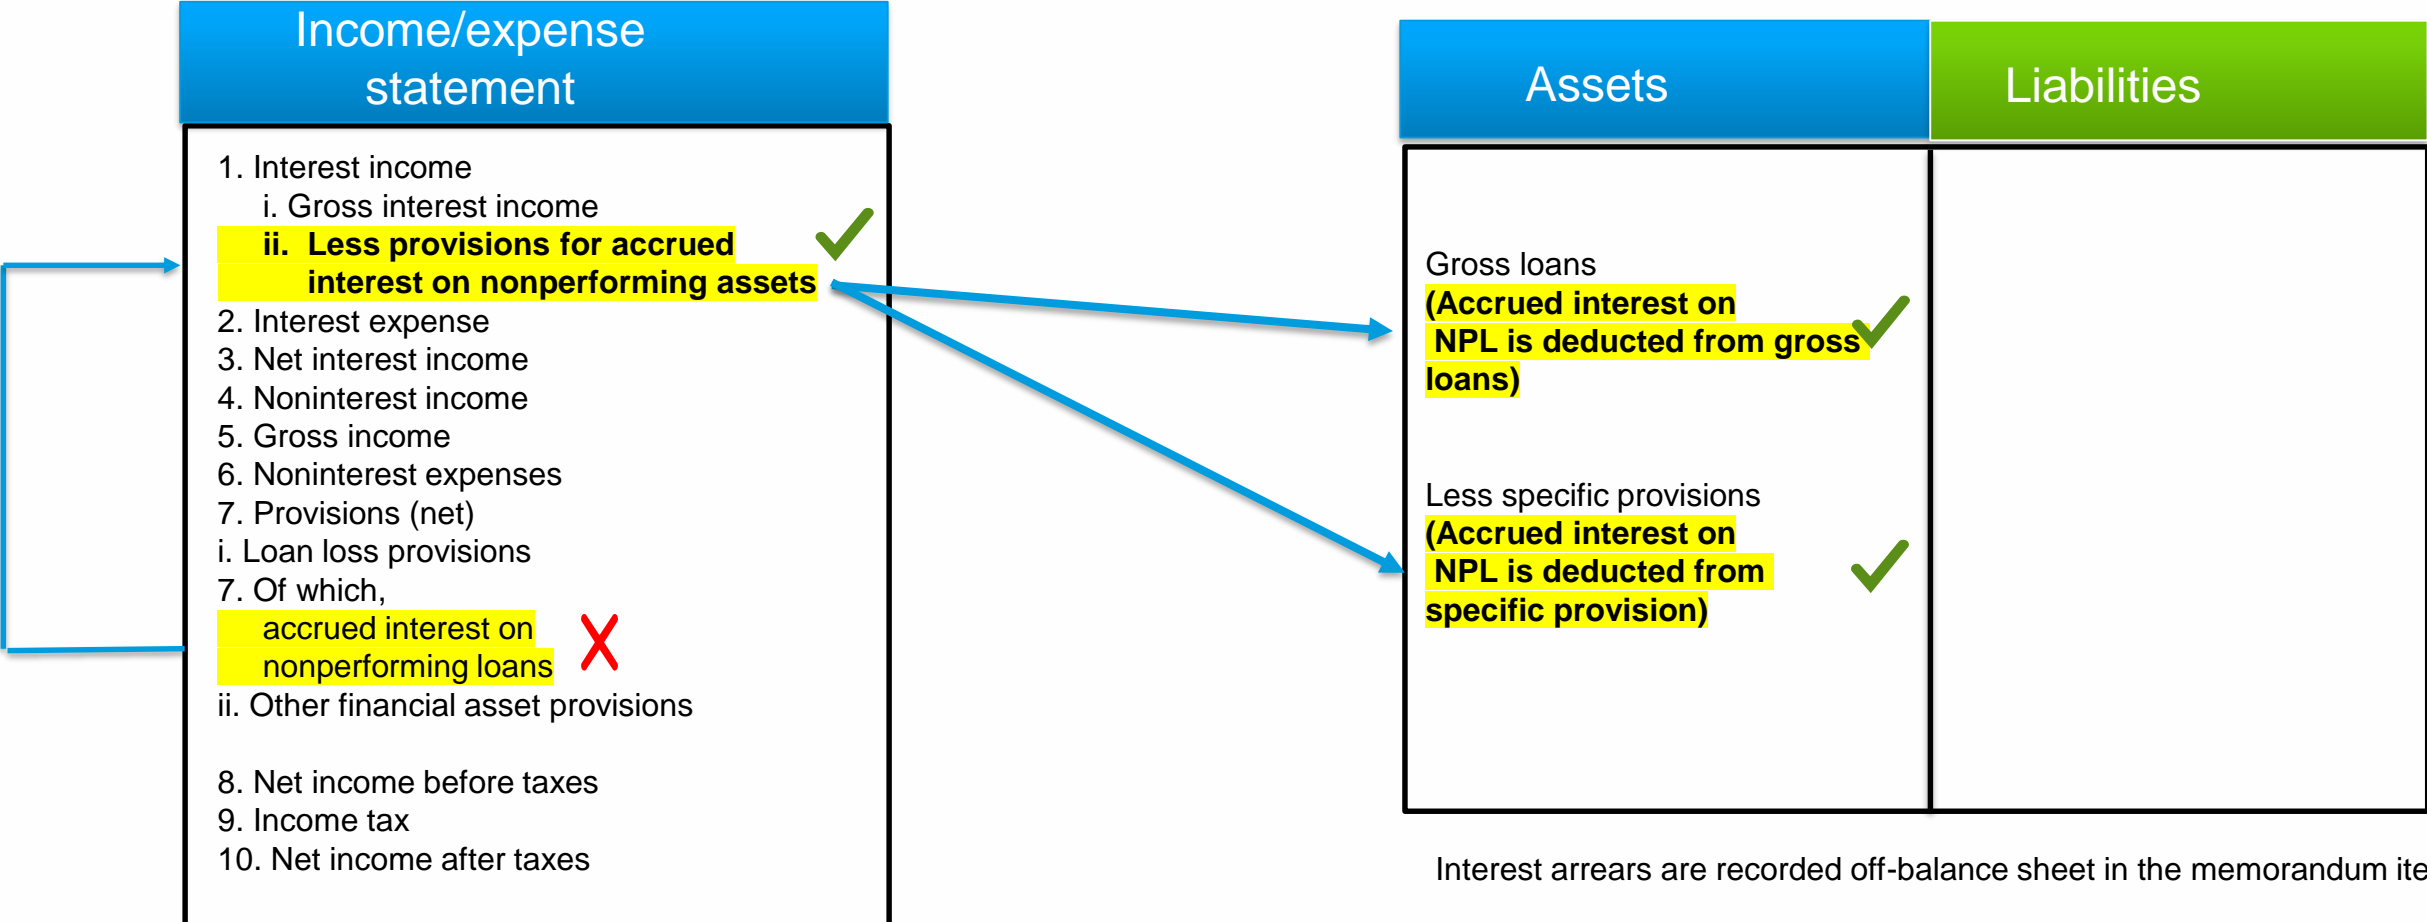 Income/expense
statement
1. Interest income
i. Gross interest income
ii. Less provisions for accrued
interest on nonperforming assets
2. Interest expense
3. Net interest income
4. Noninterest income
5. Gross income
6. Noninterest expenses
7. Provisions (net)
i. Loan loss provisions
7. Of which,
accrued interest on
nonperforming loans
ii. Other financial asset provisions
8. Net income before taxes
9. Income tax
10. Net income after taxes
Assets
Liabilities
Gross loans
(Accrued interest on
NPL is deducted from gross
loans)
Less specific provisions
(Accrued interest on
NPL is deducted from
specific provision)
Interest arrears are recorded off-balance sheet in the memorandum ite